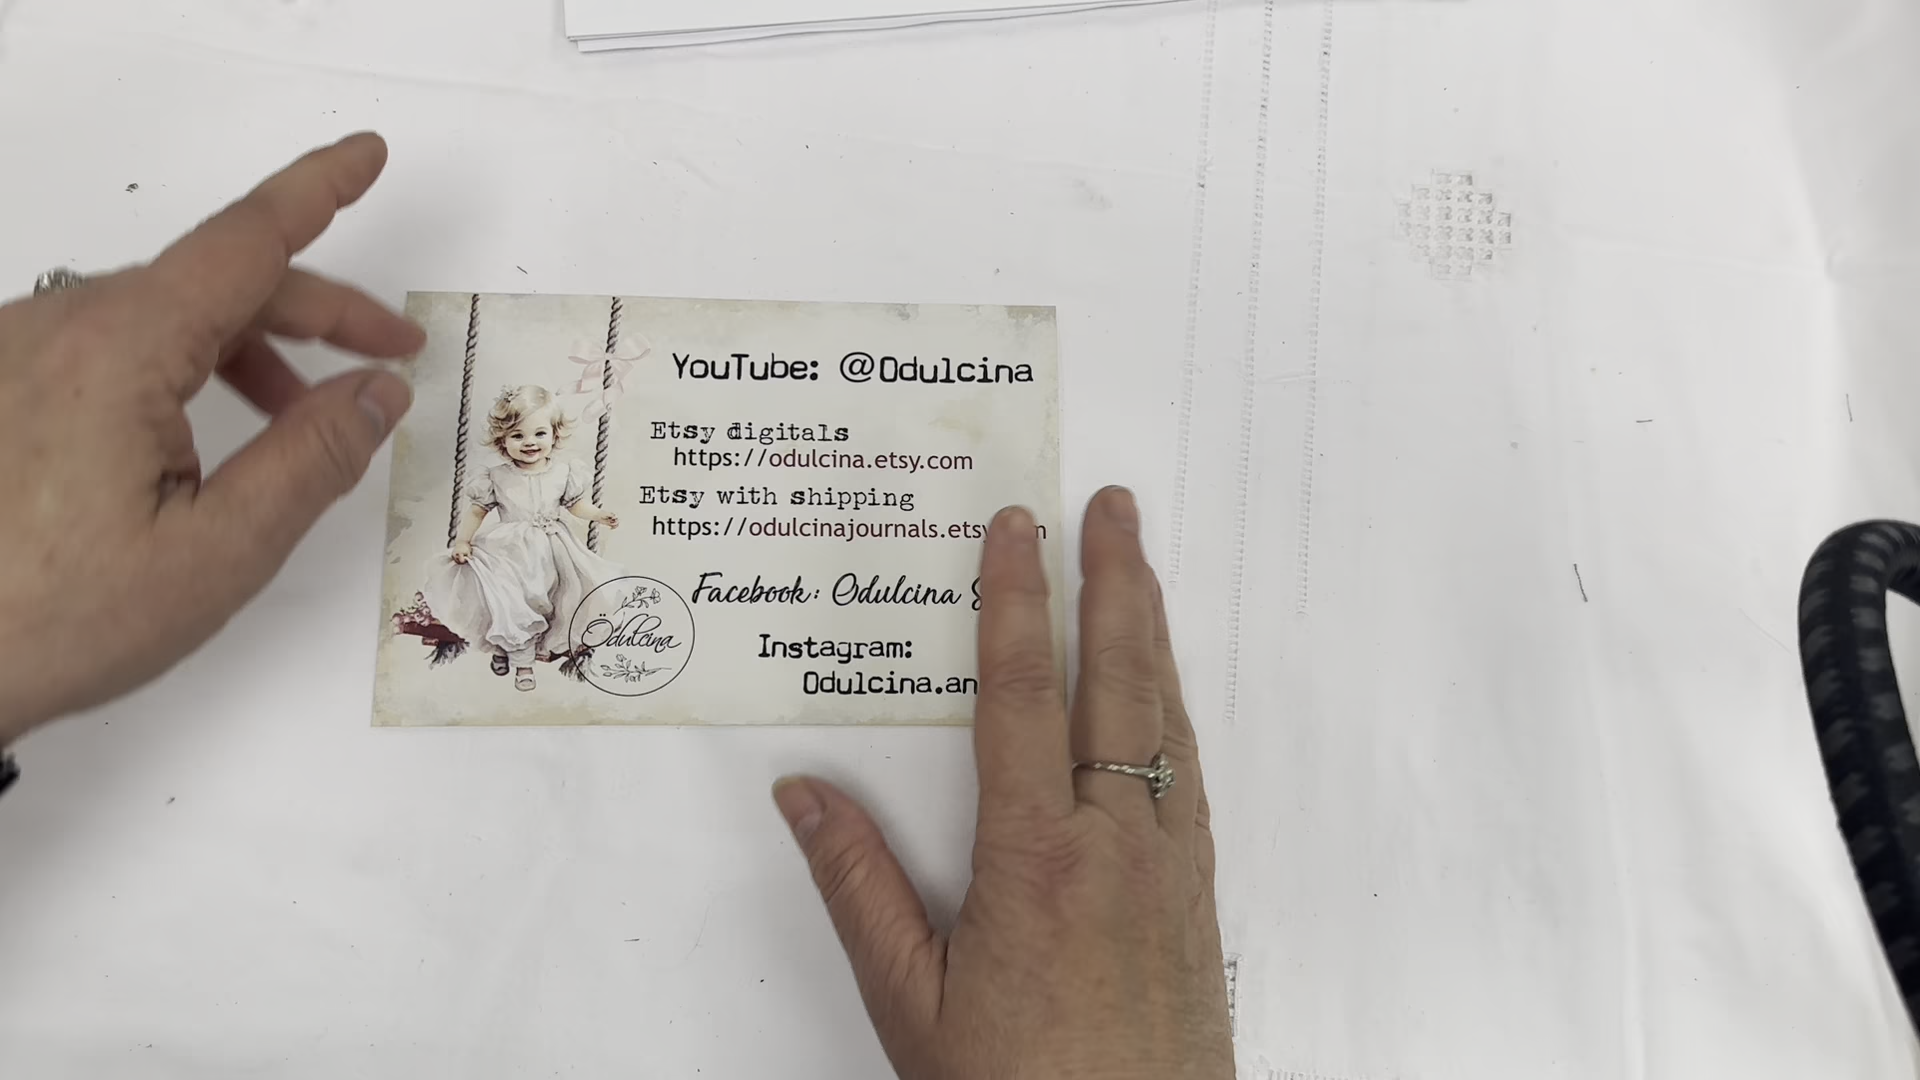 YouTube: @Odulcina
Etsy digitals
https://odulcina.etsy.com
Etsy with shipping
https://odulcinajournals.etsy
Facebook: Odulcina
Ödulcina
Instagram:
Odulcina.an